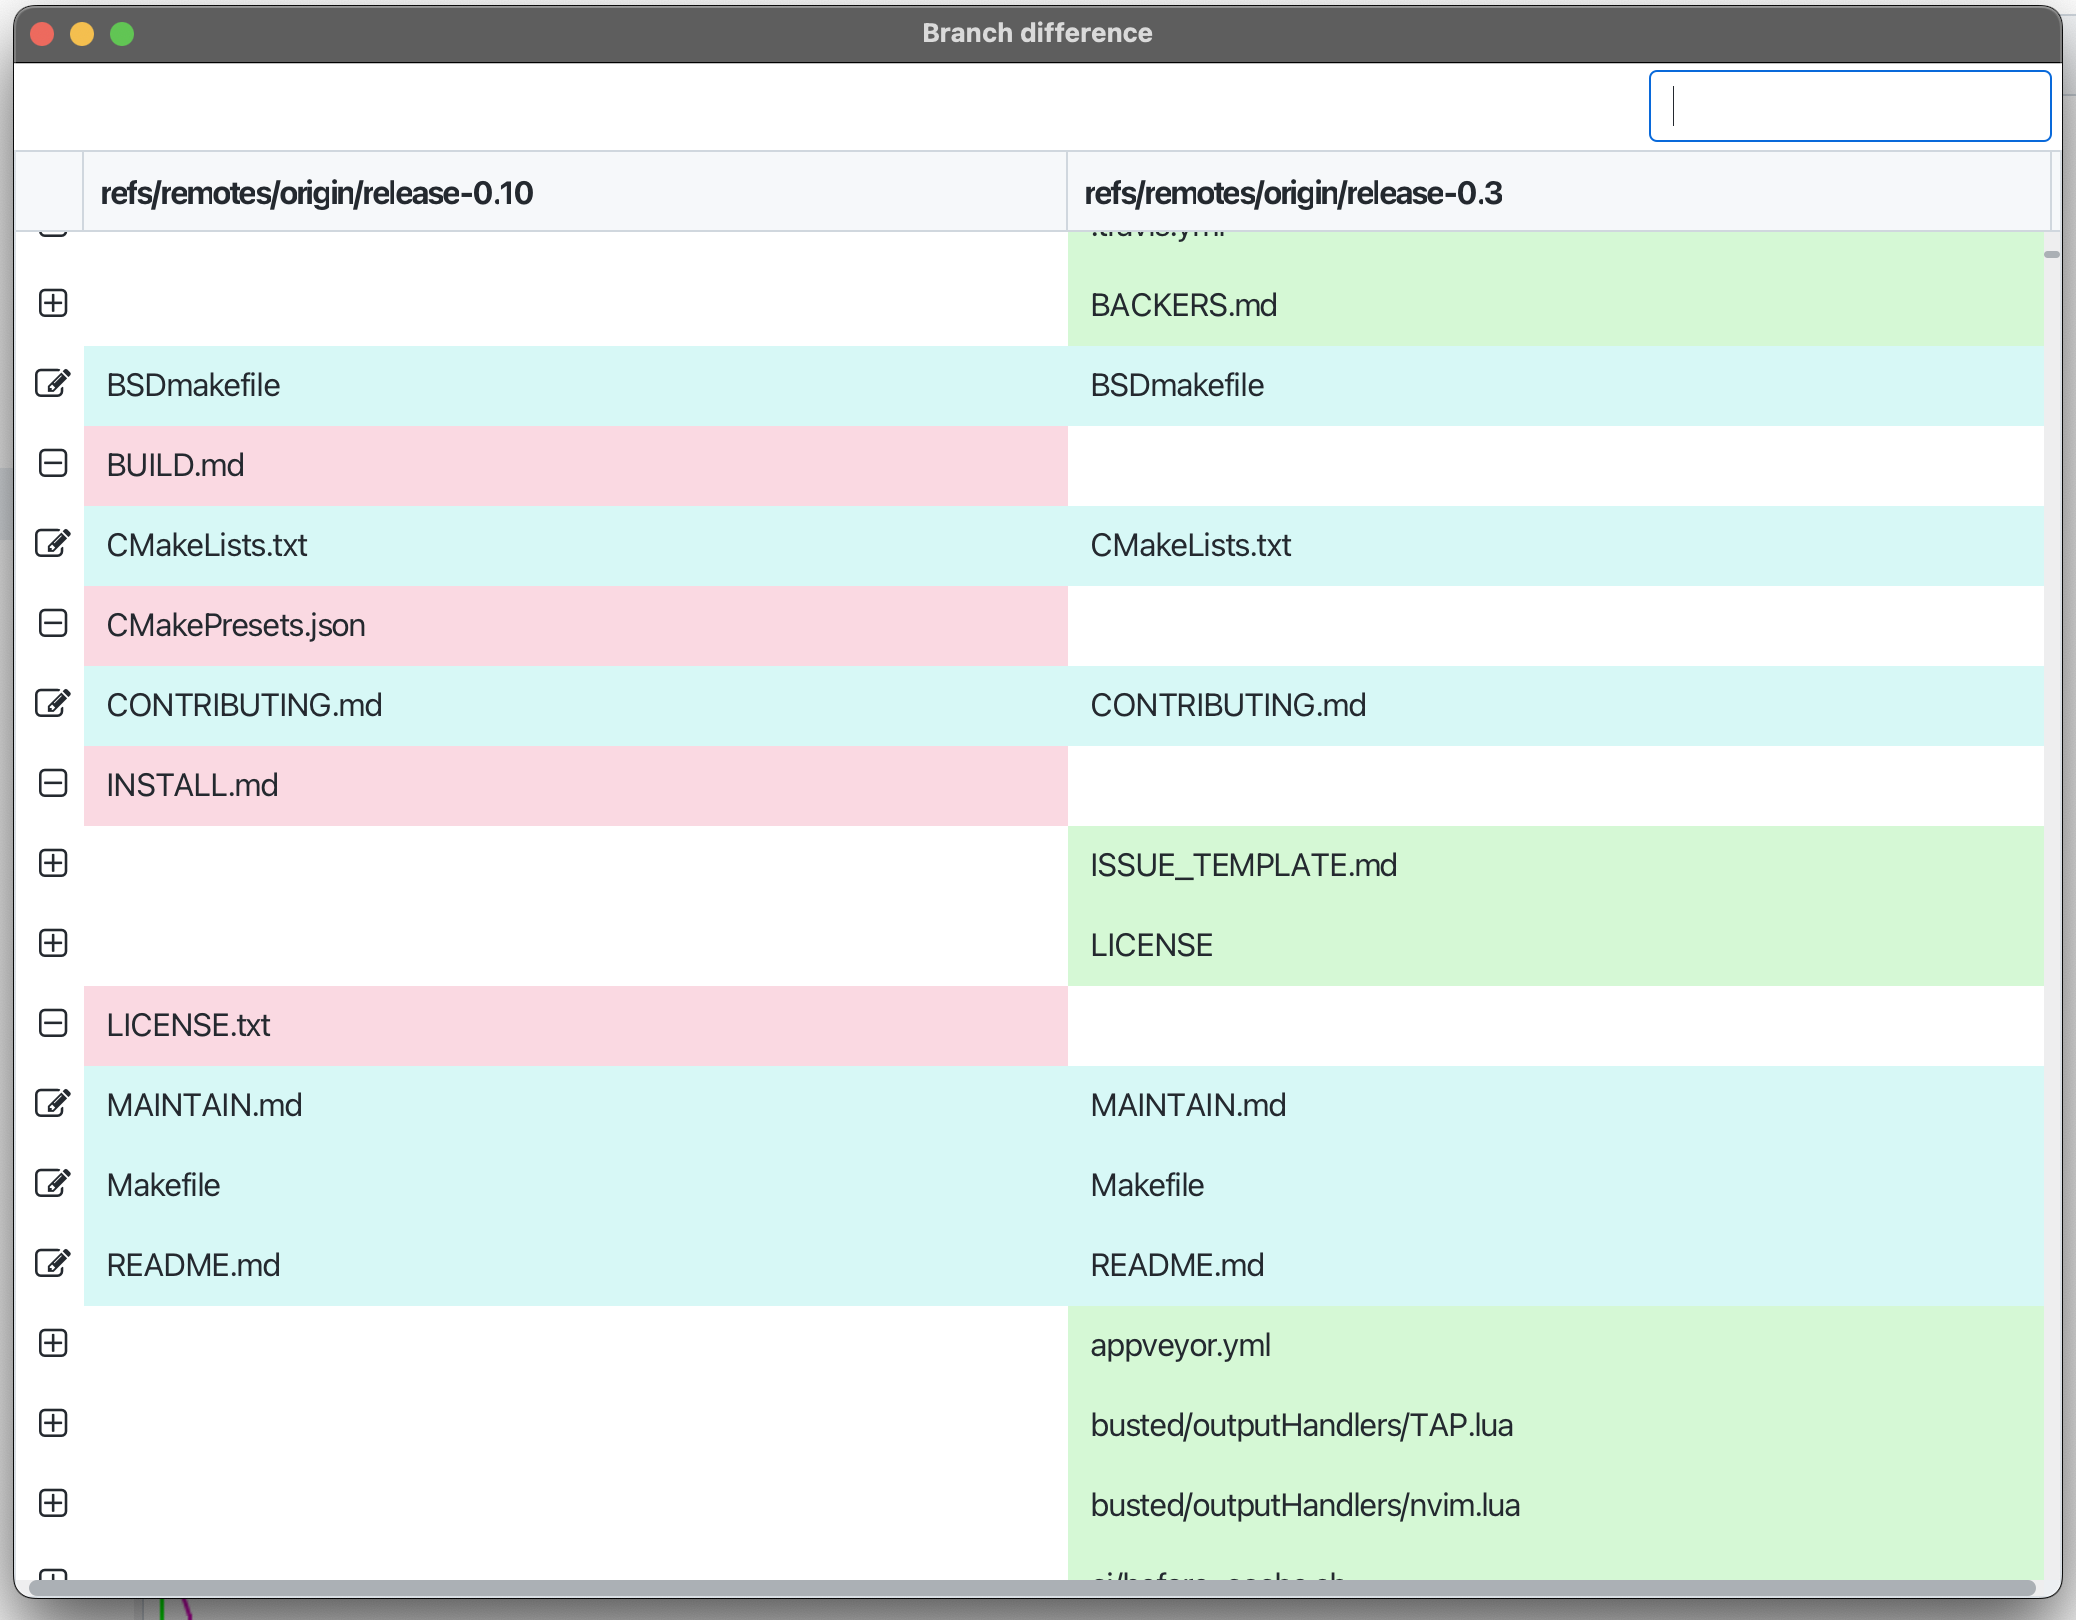 Branch difference
refs/remotes/origin/release-0.10 refs/remotes/origin/release-0.3
.travis.yml
BACKERS.md
BSDmakefile BSDmakefile
BUILD.md
CMakeLists.txt CMakeLists.txt
CMakePresets.json
CONTRIBUTING.md CONTRIBUTING.md
INSTALL.md
ISSUE_TEMPLATE.md
LICENSE
LICENSE.txt
MAINTAIN.md MAINTAIN.md
Makefile Makefile
README.md README.md
appveyor.yml
busted/outputHandlers/TAP.lua
busted/outputHandlers/nvim.lua